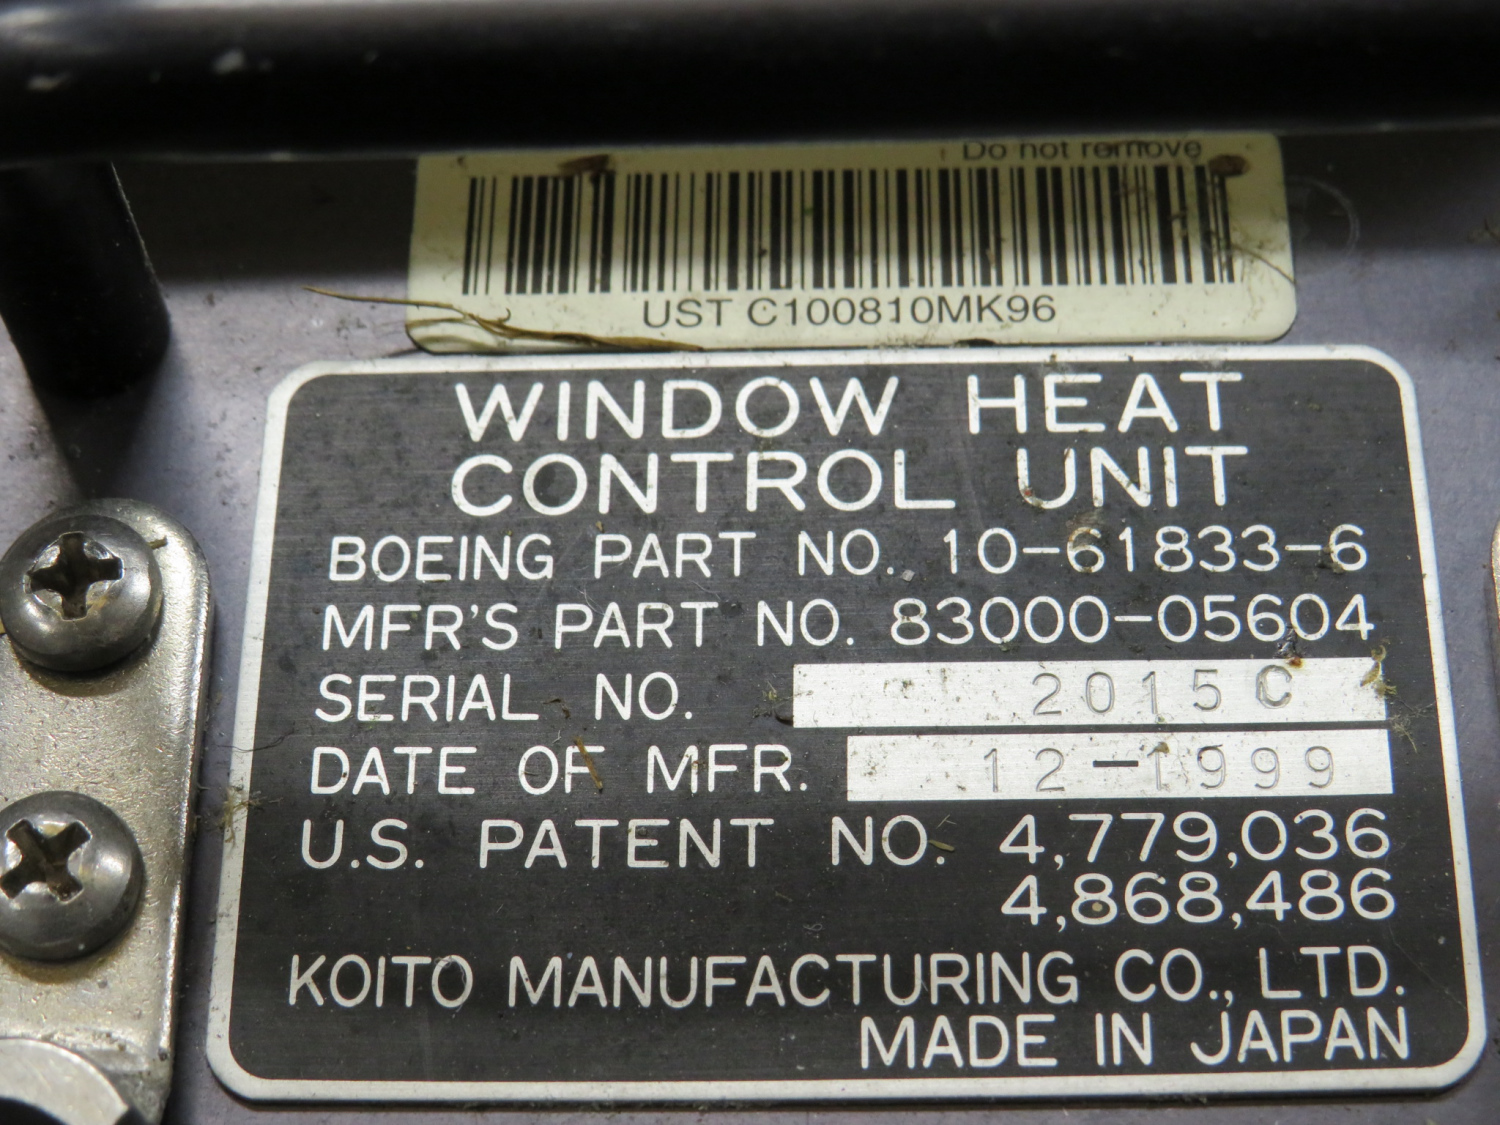 Do not remove
UST C100810MK96
WINDOW HEAT
CONTROL UNIT
BOEING PART NO. 10-61833-6
MFR'S PART NO. 83000-05604
SERIAL NO. 2015C
DATE OF MFR. 12-1999
U.S. PATENT NO. 4,779,036
4,868,486
KOITO MANUFACTURING CO., LTD.
MADE IN JAPAN